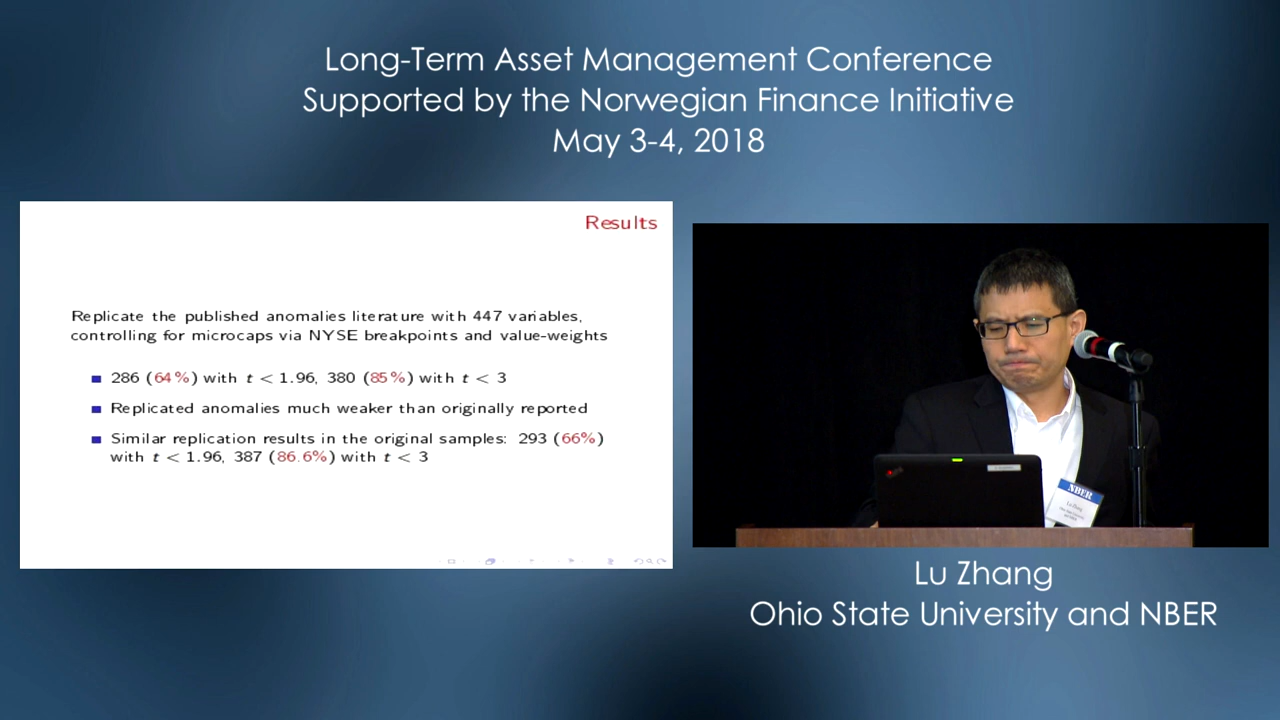 Long-Term Asset Management Conference
Supported by the Norwegian Finance Initiative
May 3-4, 2018
Results
Replicate the published anomalies literature with 447 variables,
controlling for microcaps via NYSE breakpoints and value-weights
286 (64%) with t < 1.96, 380 (85%) with t < 3
Replicated anomalies much weaker than originally reported
Similar replication results in the original samples: 293 (66%)
with t < 1.96, 387 (86.6%) with t < 3
NBER
Lu Zhang
Lu Zhang
Ohio State University and NBER